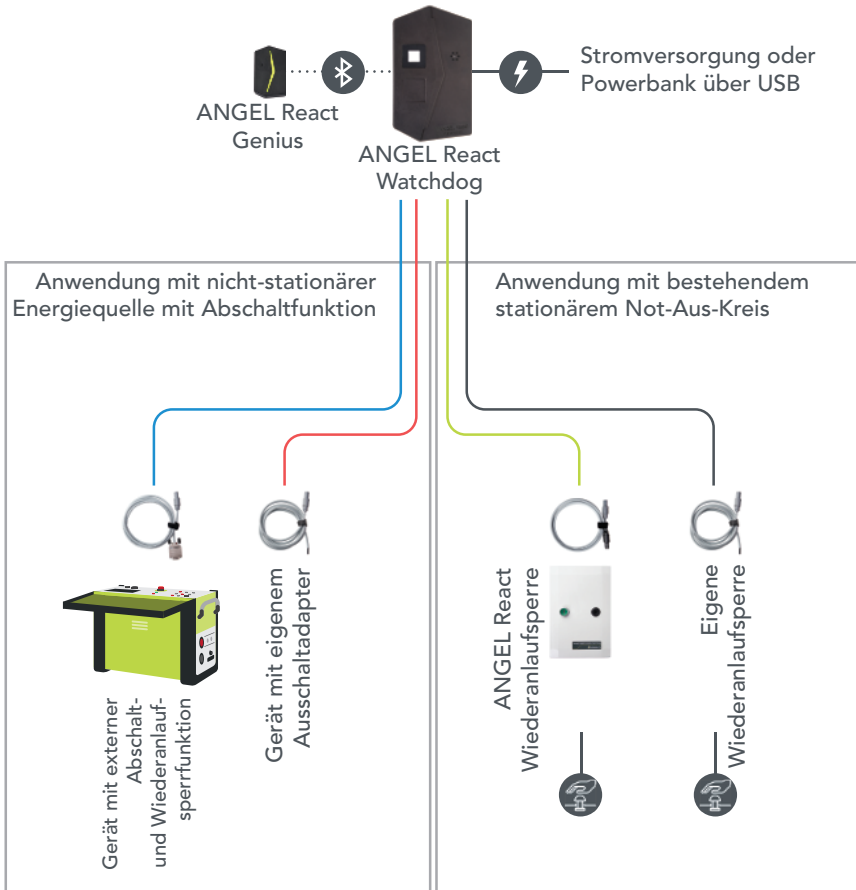 Stromversorgung oder
Powerbank über USB
ANGEL React
Genius
ANGEL React
Watchdog
Anwendung mit nicht-stationärer
Energiequelle mit Abschaltfunktion
Anwendung mit bestehendem
stationärem Not-Aus-Kreis
Gerät mit externer
Abschalt-
und Wiederanlauf-
sperrfunktion
Gerät mit eigenem
Ausschaltadapter
ANGEL React
Wiederanlaufsperre
Eigene
Wiederanlaufsperre